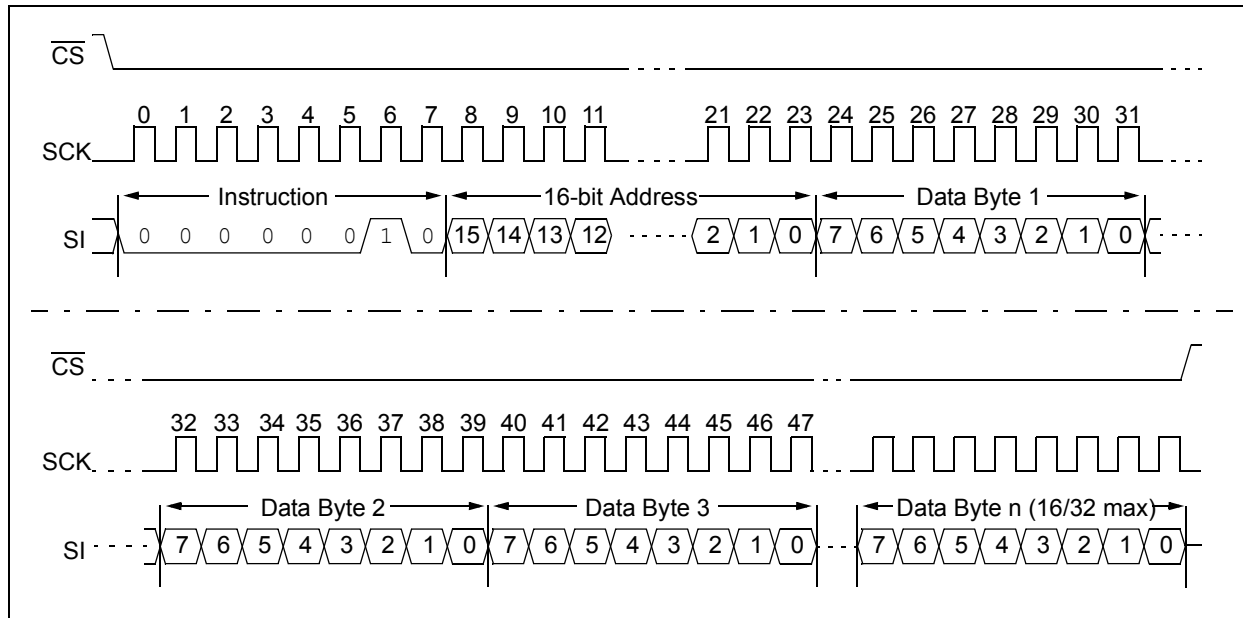 CS
0 1 2 3 4 5 6 7 8 9 10 11 21 22 23 24 25 26 27 28 29 30 31
SCK
Instruction 16-bit Address Data Byte 1
SI 0 0 0 0 0 0 1 0 15 14 13 12 2 1 0 7 6 5 4 3 2 1 0
CS
32 33 34 35 36 37 38 39 40 41 42 43 44 45 46 47
SCK
Data Byte 2 Data Byte 3 Data Byte n (16/32 max)
SI 7 6 5 4 3 2 1 0 7 6 5 4 3 2 1 0 7 6 5 4 3 2 1 0